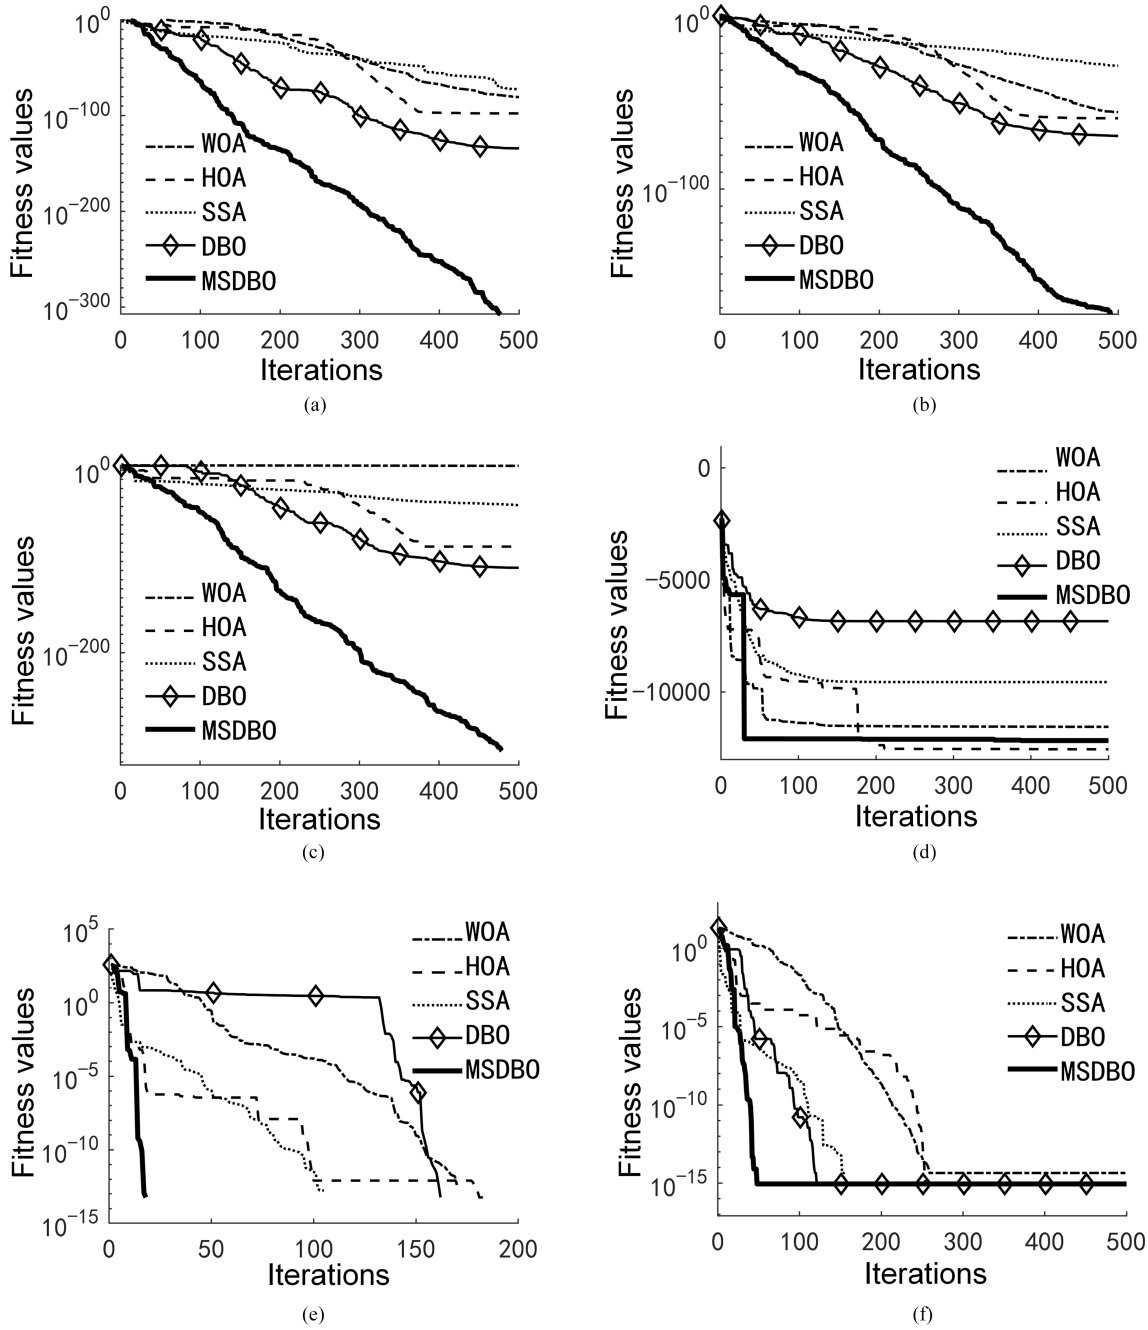 Fitness values
10^0
10^-100
10^-200
10^-300
WOA
HOA
SSA
DBO
MSDBO
0 100 200 300 400 500
Iterations
(a)
Fitness values
10^0
10^-100
WOA
HOA
SSA
DBO
MSDBO
0 100 200 300 400 500
Iterations
(b)
Fitness values
10^0
10^-200
WOA
HOA
SSA
DBO
MSDBO
0 100 200 300 400 500
Iterations
(c)
Fitness values
0
-5000
-10000
WOA
HOA
SSA
DBO
MSDBO
0 100 200 300 400 500
Iterations
(d)
Fitness values
10^5
10^0
10^-5
10^-10
10^-15
WOA
HOA
SSA
DBO
MSDBO
0 50 100 150 200
Iterations
(e)
Fitness values
10^0
10^-5
10^-10
10^-15
WOA
HOA
SSA
DBO
MSDBO
0 100 200 300 400 500
Iterations
(f)